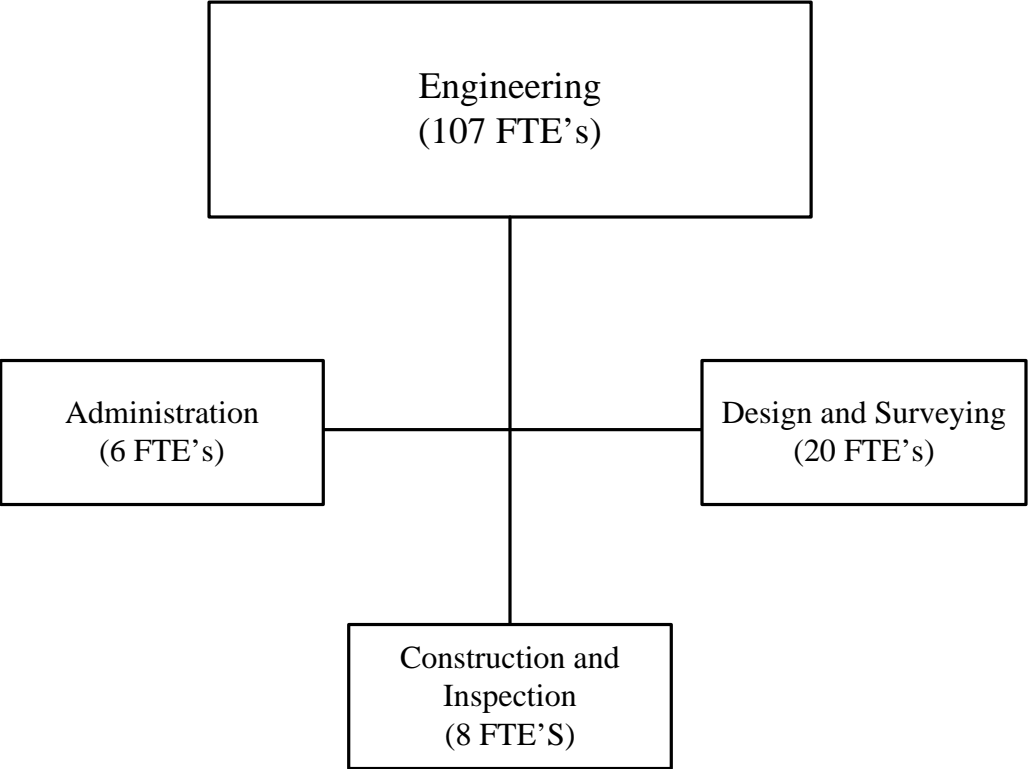 Engineering
(107 FTE’s)
Administration
(6 FTE’s)
Design and Surveying
(20 FTE’s)
Construction and
Inspection
(8 FTE’S)